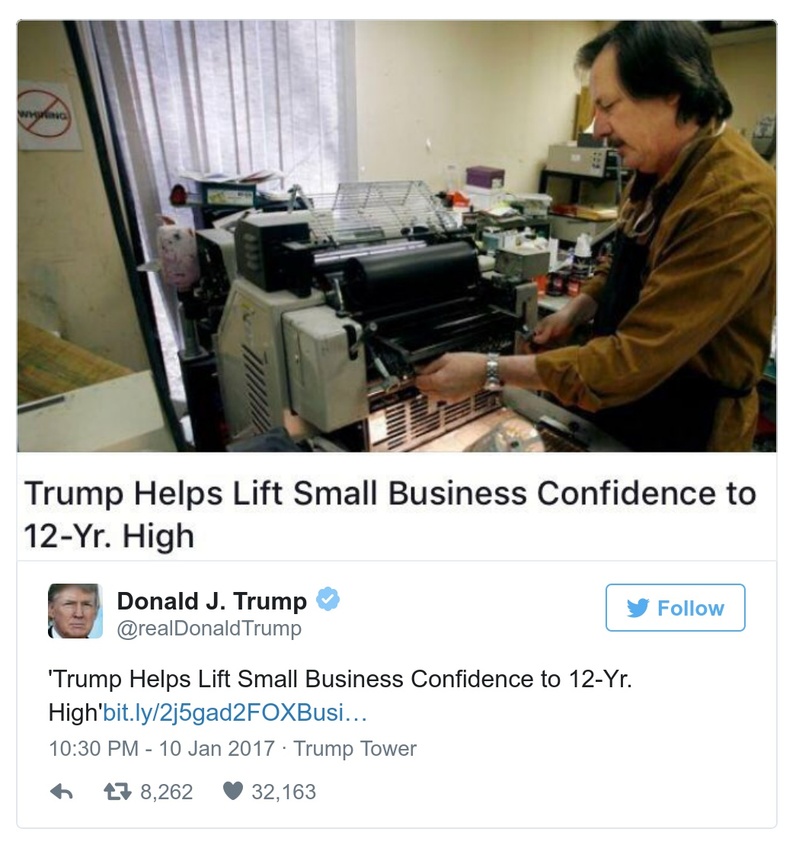 WHINING
Trump Helps Lift Small Business Confidence to
12-Yr. High
Donald J. Trump
@realDonaldTrump
Follow
'Trump Helps Lift Small Business Confidence to 12-Yr.
High'bit.ly/2j5gad2FOXBusi…
10:30 PM - 10 Jan 2017 · Trump Tower
8,262 32,163